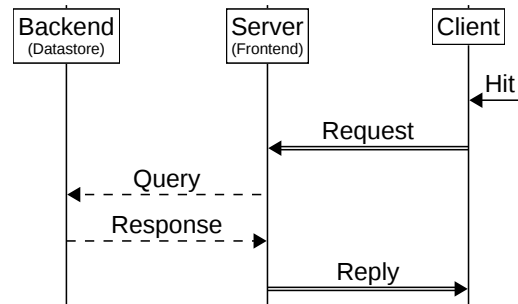 Backend
(Datastore)
Server
(Frontend)
Client
Hit
Request
Query
Response
Reply